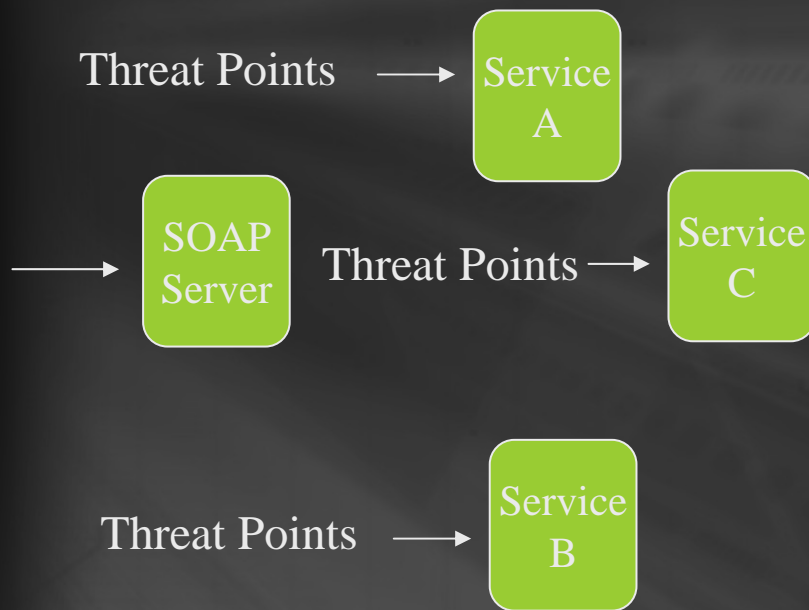 Threat Points
Service
A
SOAP
Server
Threat Points
Service
C
Threat Points
Service
B